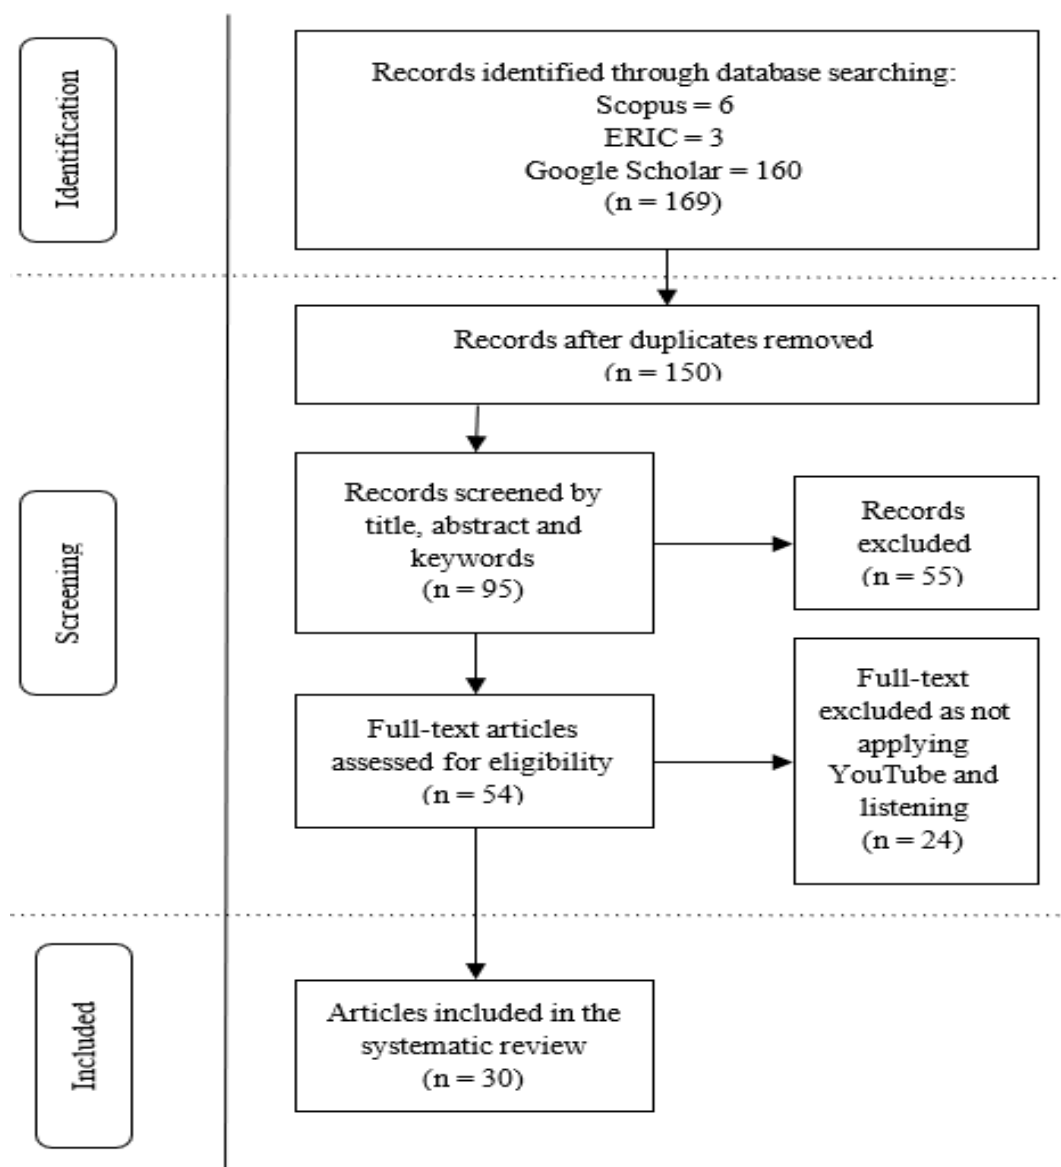 Identification
Records identified through database searching:
Scopus = 6
ERIC = 3
Google Scholar = 160
(n = 169)
Records after duplicates removed
(n = 150)
Screening
Records screened by
title, abstract and
keywords
(n = 95)
Records
excluded
(n = 55)
Full-text articles
assessed for eligibility
(n = 54)
Full-text
excluded as not
applying
YouTube and
listening
(n = 24)
Included
Articles included in the
systematic review
(n = 30)